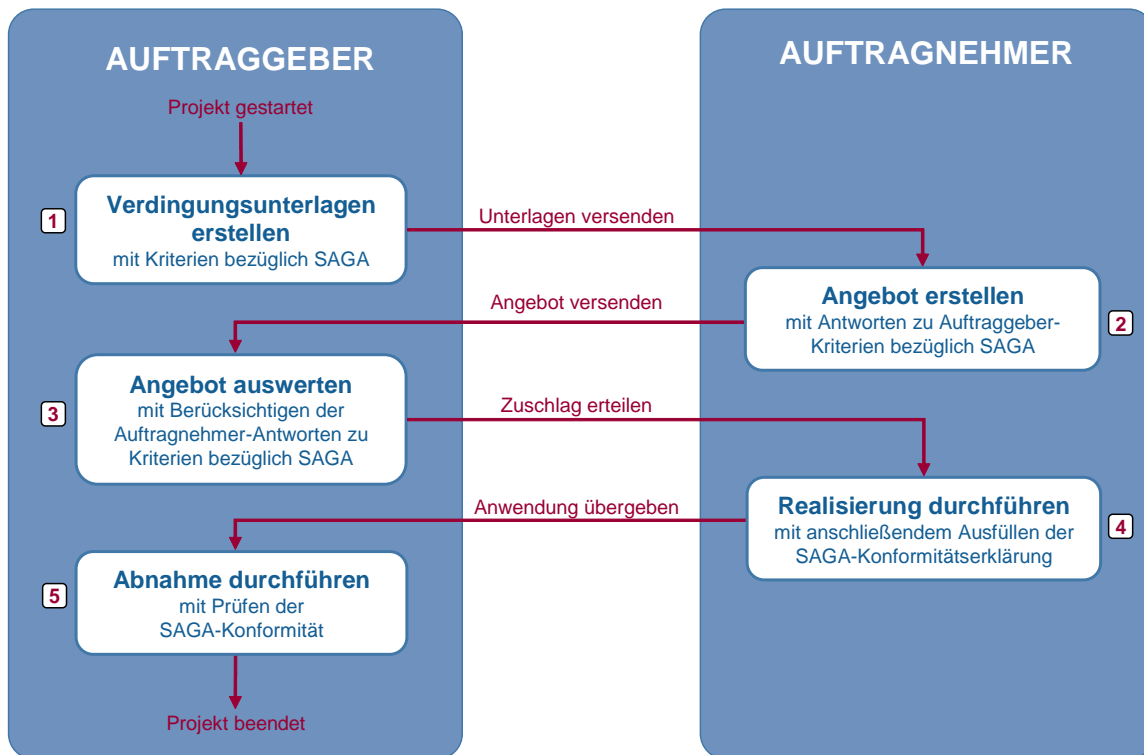 AUFTRAGGEBER
AUFTRAGNEHMER
Projekt gestartet
1
Verdingungsunterlagen
erstellen
mit Kriterien bezüglich SAGA
Unterlagen versenden
Angebot erstellen
mit Antworten zu Auftraggeber-
Kriterien bezüglich SAGA
2
Angebot versenden
3
Angebot auswerten
mit Berücksichtigen der
Auftragnehmer-Antworten zu
Kriterien bezüglich SAGA
Zuschlag erteilen
Realisierung durchführen
mit anschließendem Ausfüllen der
SAGA-Konformitätserklärung
4
Anwendung übergeben
5
Abnahme durchführen
mit Prüfen der
SAGA-Konformität
Projekt beendet